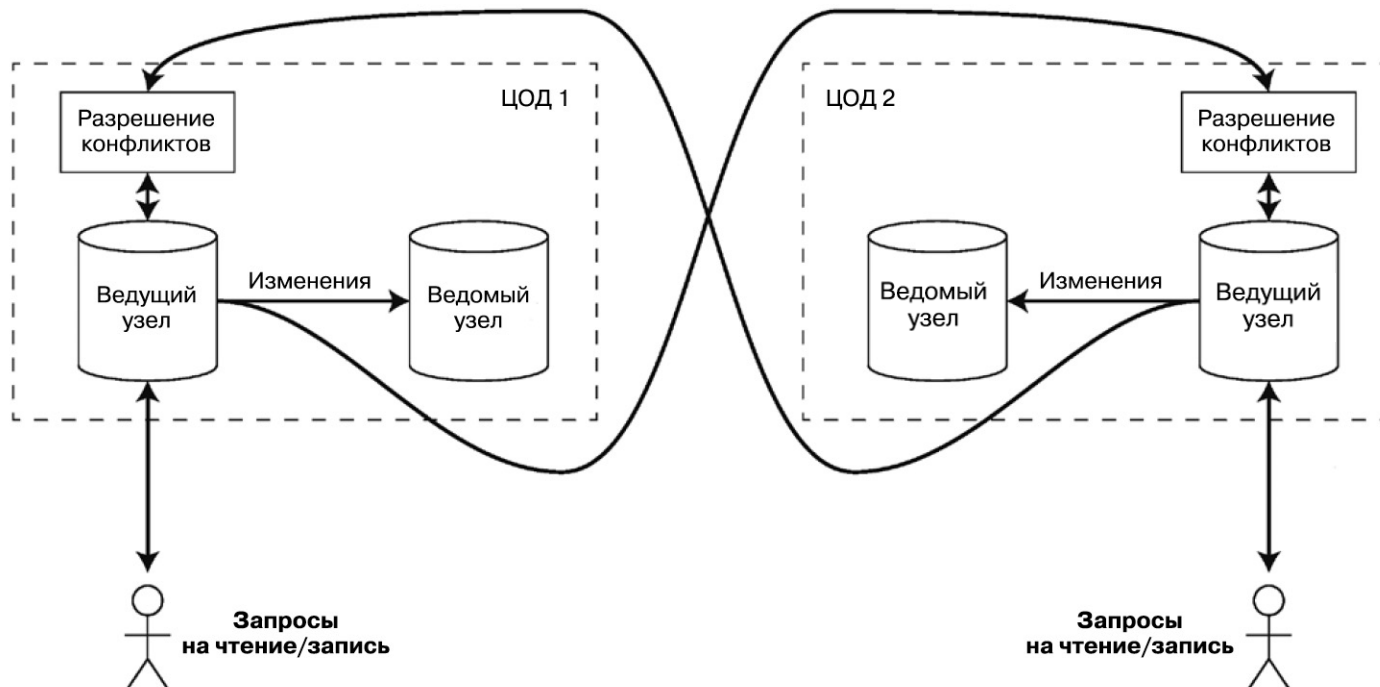 ЦОД 1
Разрешение
конфликтов
Ведущий
узел
Изменения
Ведомый
узел
Запросы
на чтение/запись
ЦОД 2
Разрешение
конфликтов
Ведомый
узел
Изменения
Ведущий
узел
Запросы
на чтение/запись